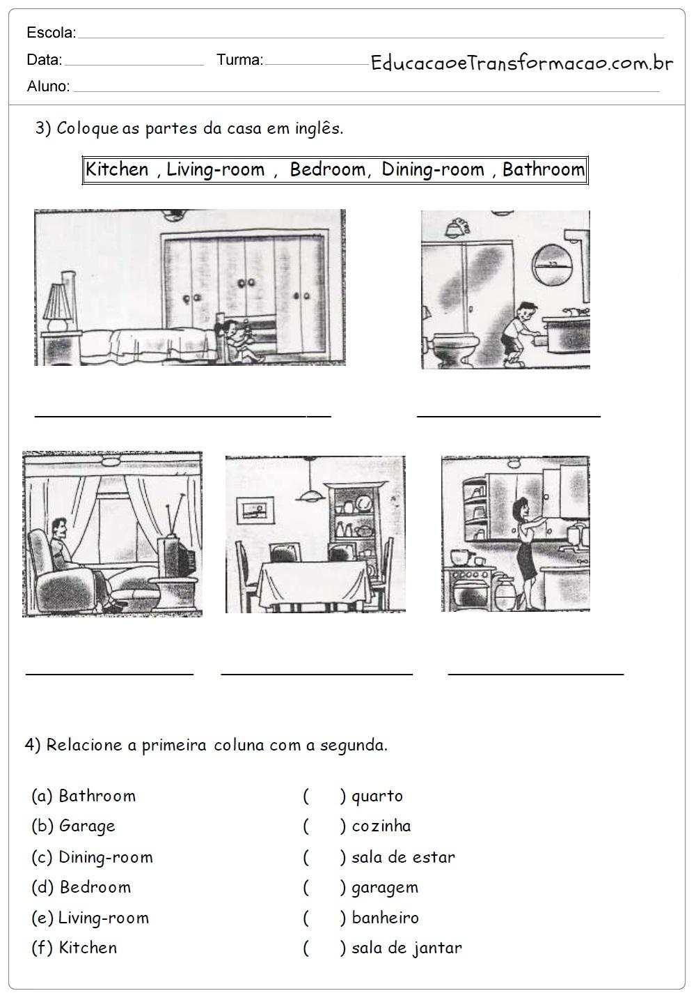 Escola:
Data: Turma: EducacaoeTransformacao.com.br
Aluno:
3) Coloque as partes da casa em inglês.
Kitchen , Living-room , Bedroom, Dining-room , Bathroom
4) Relacione a primeira coluna com a segunda.
(a) Bathroom ( ) quarto
(b) Garage ( ) cozinha
(c) Dining-room ( ) sala de estar
(d) Bedroom ( ) garagem
(e) Living-room ( ) banheiro
(f) Kitchen ( ) sala de jantar